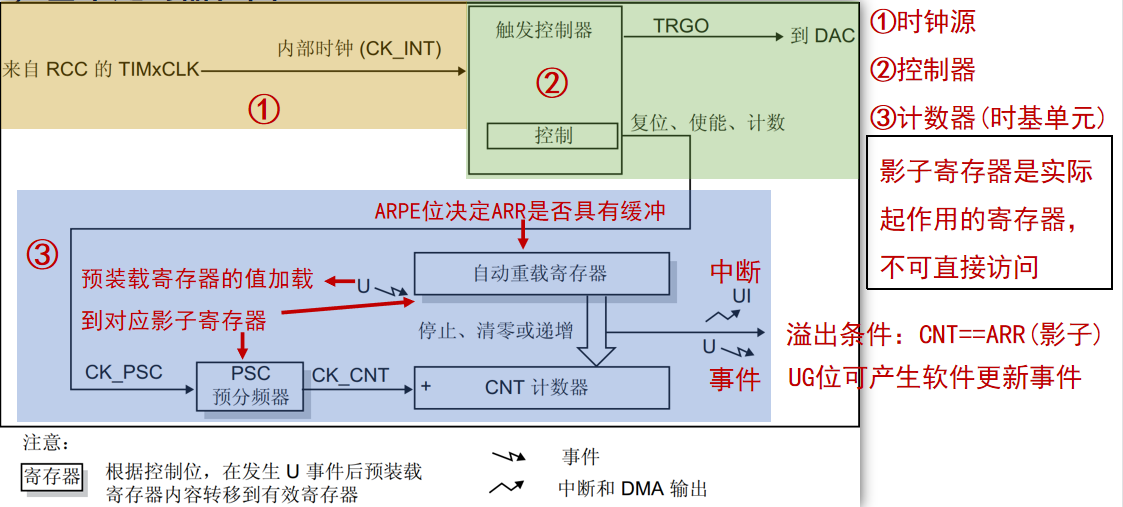 来自 RCC 的 TIMxCLK
内部时钟 (CK_INT)
①
触发控制器
②
控制
TRGO
到 DAC
复位、使能、计数
①时钟源
②控制器
③计数器(时基单元)
影子寄存器是实际
起作用的寄存器，
不可直接访问
③
ARPE位决定ARR是否具有缓冲
预装载寄存器的值加载
到对应影子寄存器
U
自动重载寄存器
停止、清零或递增
中断
UI
U
事件
溢出条件：CNT==ARR(影子)
UG位可产生软件更新事件
CK_PSC
PSC
预分频器
CK_CNT
+
CNT 计数器
注意：
寄存器
根据控制位，在发生 U 事件后预装载
寄存器内容转移到有效寄存器
事件
中断和 DMA 输出